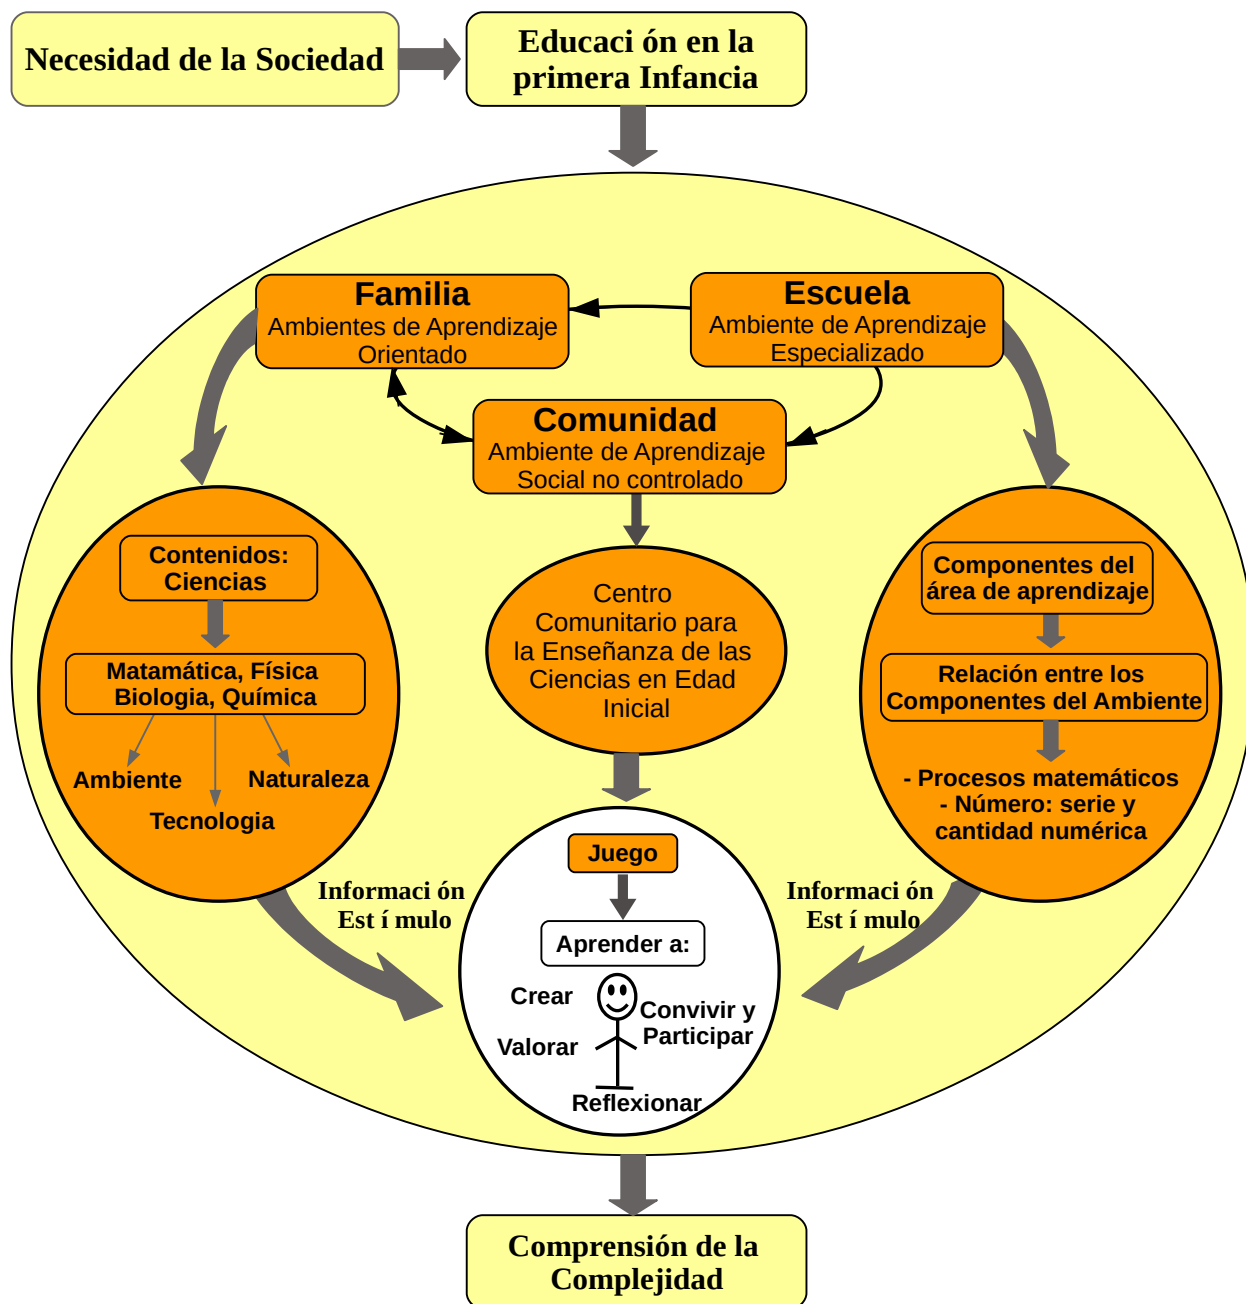 Necesidad de la Sociedad
Educaci ón en la
primera Infancia
Familia
Ambientes de Aprendizaje
Orientado
Escuela
Ambiente de Aprendizaje
Especializado
Comunidad
Ambiente de Aprendizaje
Social no controlado
Contenidos:
Ciencias
Matamática, Física
Biologia, Química
Ambiente
Naturaleza
Tecnologia
Centro
Comunitario para
la Enseñanza de las
Ciencias en Edad
Inicial
Componentes del
área de aprendizaje
Relación entre los
Componentes del Ambiente
- Procesos matemáticos
- Número: serie y
cantidad numérica
Informaci ón
Est í mulo
Informaci ón
Est í mulo
Juego
Aprender a:
Crear
Convivir y
Participar
Valorar
Reflexionar
Comprensión de la
Complejidad